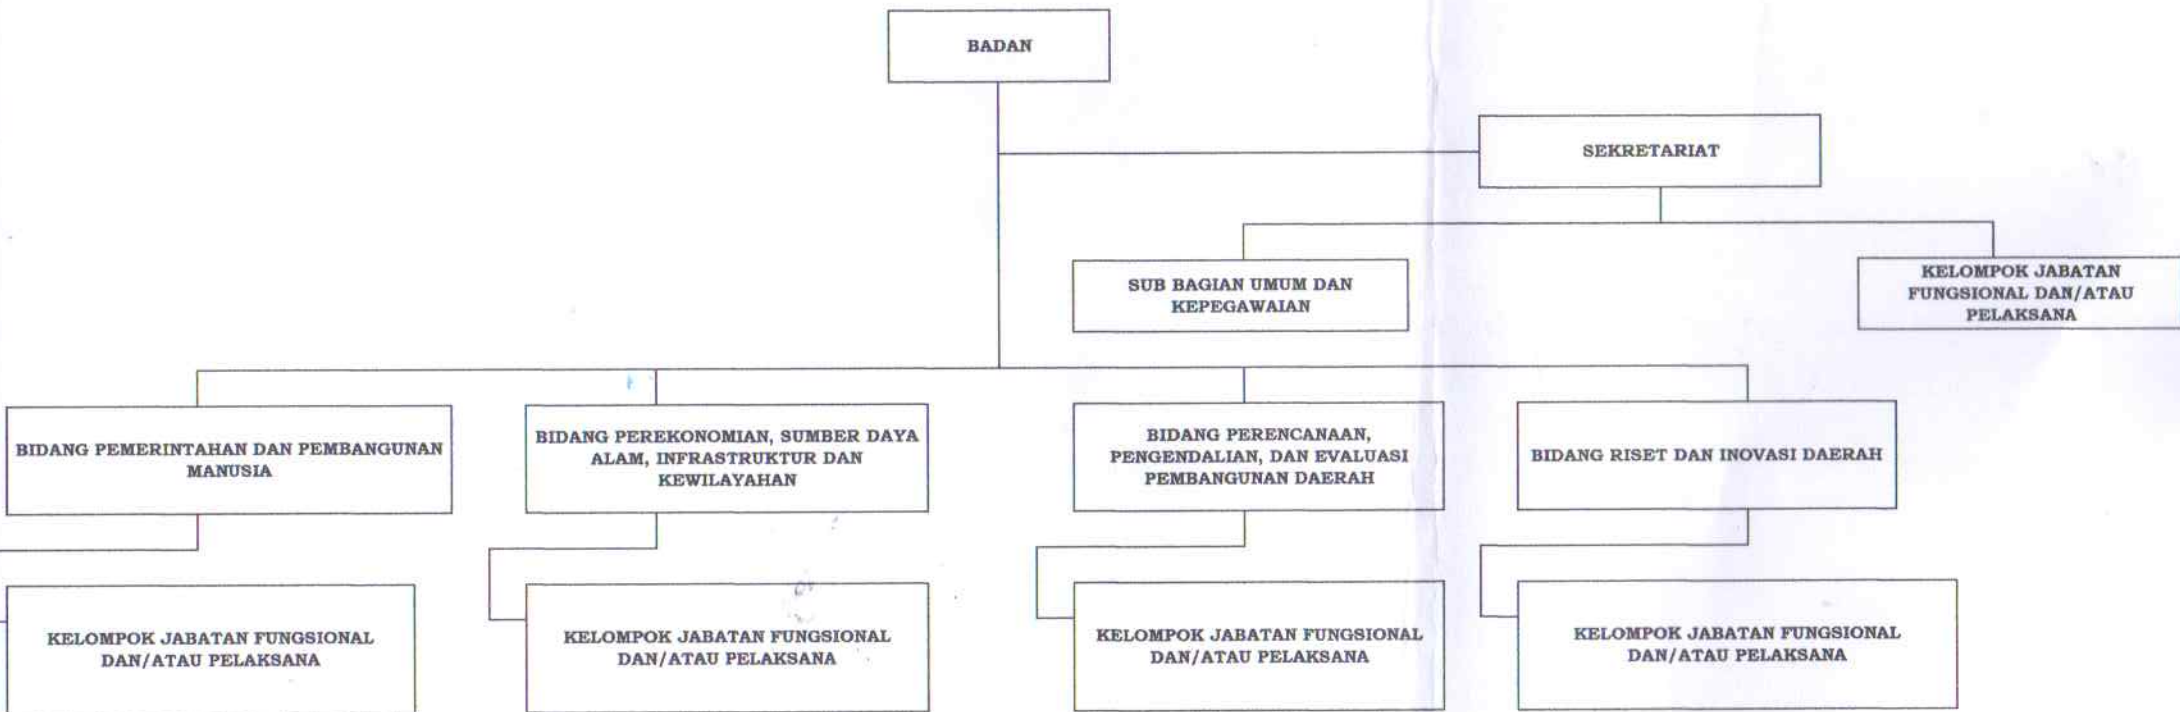 BADAN
SEKRETARIAT
SUB BAGIAN UMUM DAN
KEPEGAWAIAN
KELOMPOK JABATAN
FUNGSIONAL DAN/ATAU
PELAKSANA
BIDANG PEMERINTAHAN DAN PEMBANGUNAN
MANUSIA
BIDANG PEREKONOMIAN, SUMBER DAYA
ALAM, INFRASTRUKTUR DAN
KEWILAYAHAN
BIDANG PERENCANAAN,
PENGENDALIAN, DAN EVALUASI
PEMBANGUNAN DAERAH
BIDANG RISET DAN INOVASI DAERAH
KELOMPOK JABATAN FUNGSIONAL
DAN/ATAU PELAKSANA
KELOMPOK JABATAN FUNGSIONAL
DAN/ATAU PELAKSANA
KELOMPOK JABATAN FUNGSIONAL
DAN/ATAU PELAKSANA
KELOMPOK JABATAN FUNGSIONAL
DAN/ATAU PELAKSANA